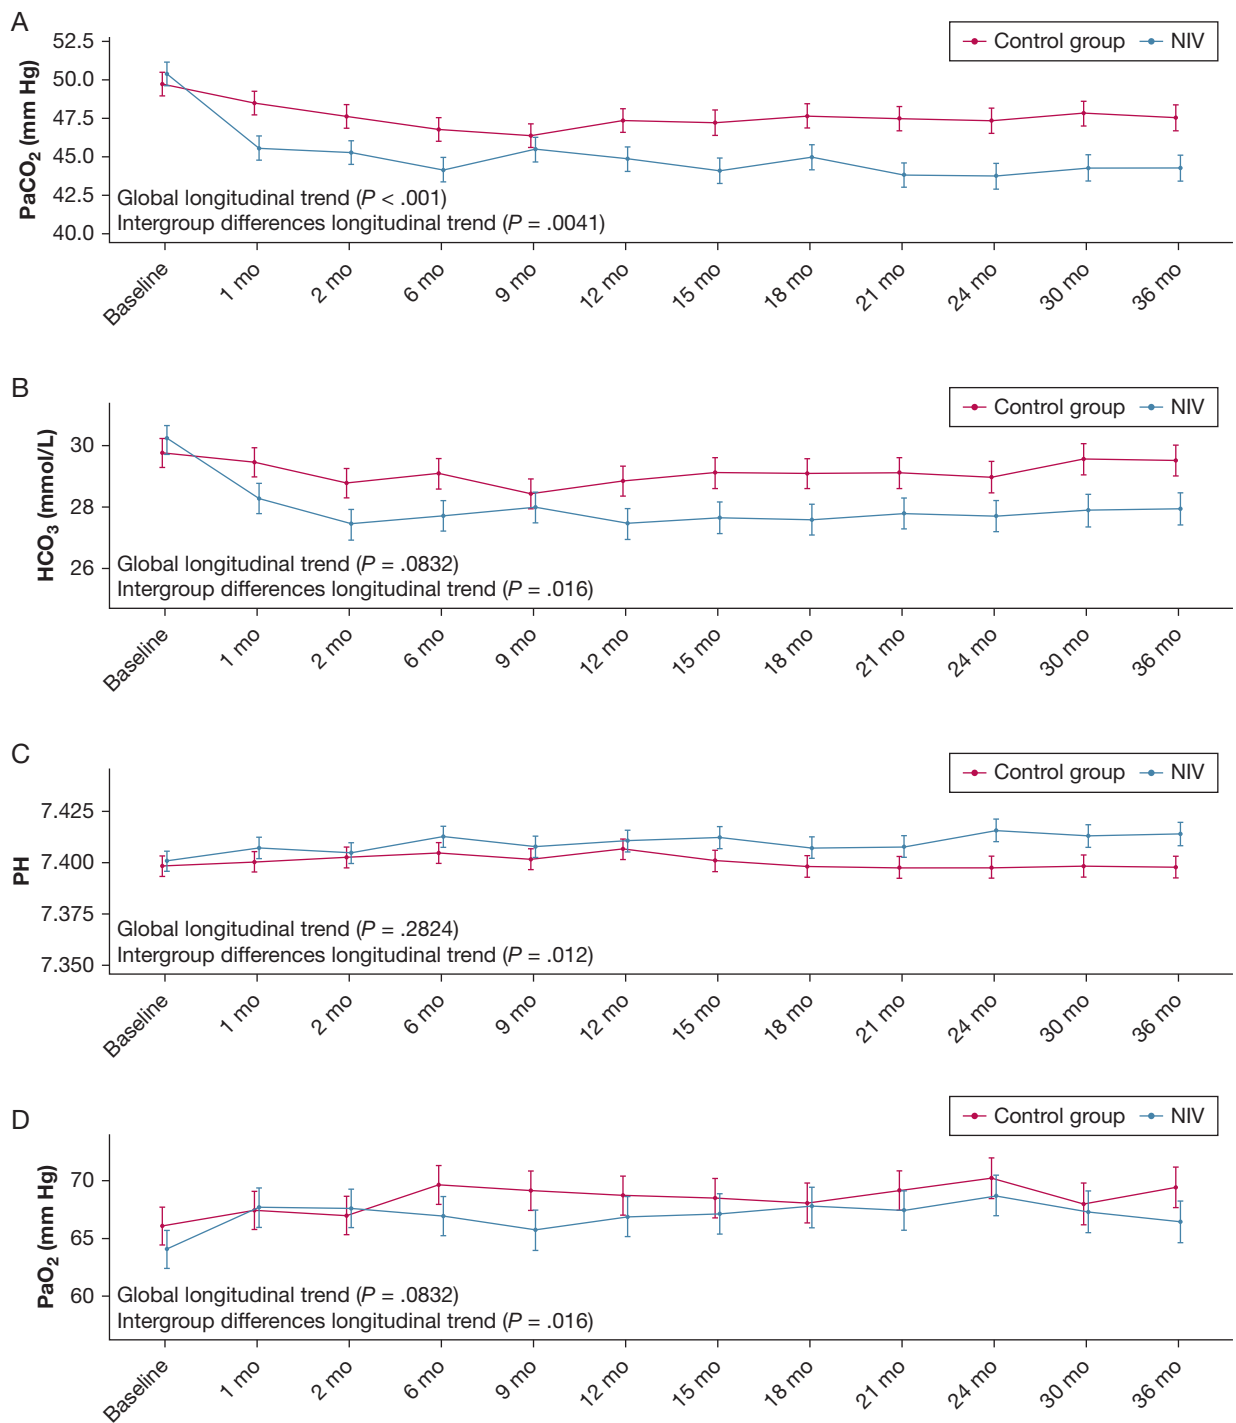 A
Control group NIV
PaCO2 (mm Hg)
52.5
50.0
47.5
45.0
42.5
40.0
Global longitudinal trend (P < .001)
Intergroup differences longitudinal trend (P = .0041)
Baseline 1 mo 2 mo 6 mo 9 mo 12 mo 15 mo 18 mo 21 mo 24 mo 30 mo 36 mo
B
Control group NIV
HCO3 (mmol/L)
30
28
26
Global longitudinal trend (P = .0832)
Intergroup differences longitudinal trend (P = .016)
Baseline 1 mo 2 mo 6 mo 9 mo 12 mo 15 mo 18 mo 21 mo 24 mo 30 mo 36 mo
C
Control group NIV
PH
7.425
7.400
7.375
7.350
Global longitudinal trend (P = .2824)
Intergroup differences longitudinal trend (P = .012)
Baseline 1 mo 2 mo 6 mo 9 mo 12 mo 15 mo 18 mo 21 mo 24 mo 30 mo 36 mo
D
Control group NIV
PaO2 (mm Hg)
70
65
60
Global longitudinal trend (P = .0832)
Intergroup differences longitudinal trend (P = .016)
Baseline 1 mo 2 mo 6 mo 9 mo 12 mo 15 mo 18 mo 21 mo 24 mo 30 mo 36 mo